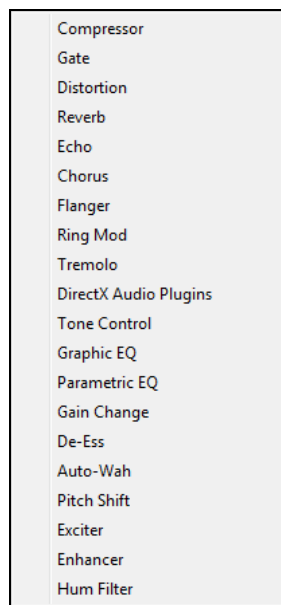 Compressor
Gate
Distortion
Reverb
Echo
Chorus
Flanger
Ring Mod
Tremolo
DirectX Audio Plugins
Tone Control
Graphic EQ
Parametric EQ
Gain Change
De-Ess
Auto-Wah
Pitch Shift
Exciter
Enhancer
Hum Filter